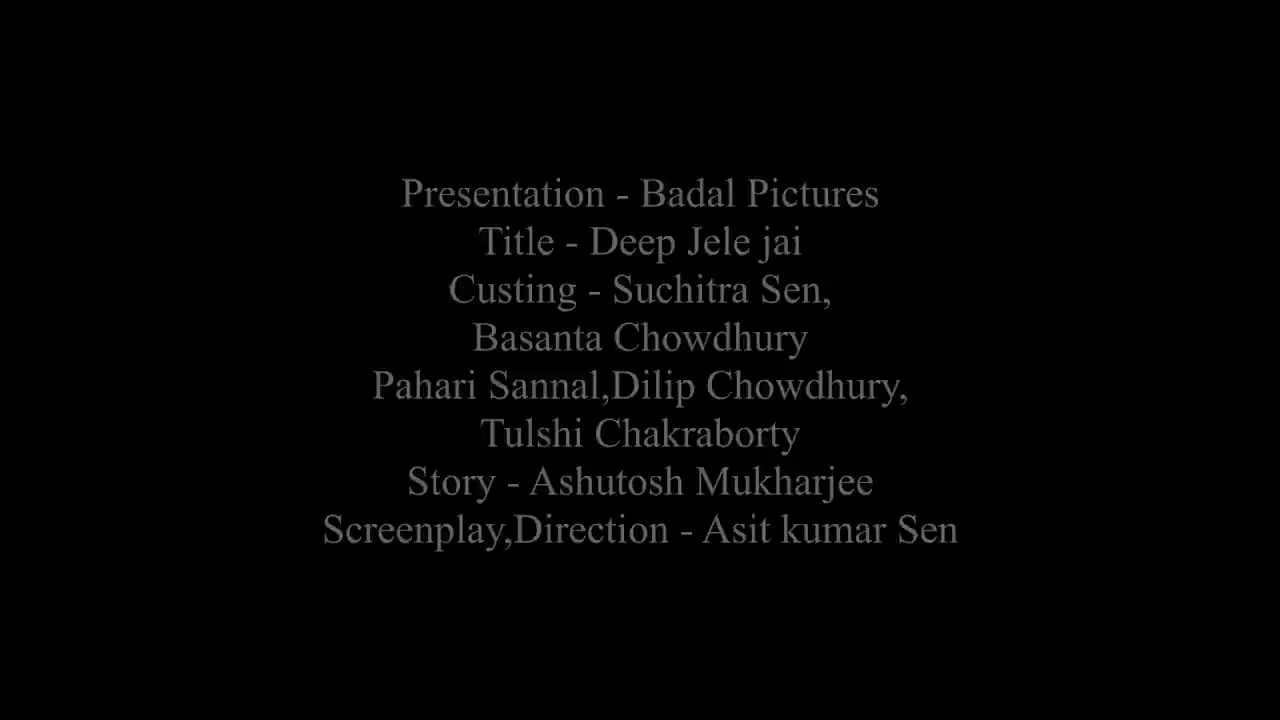 Presentation - Badal Pictures
Title - Deep Jele jai
Custing - Suchitra Sen,
Basanta Chowdhury
Pahari Sannal,Dilip Chowdhury,
Tulshi Chakraborty
Story - Ashutosh Mukharjee
Screenplay,Direction - Asit kumar Sen